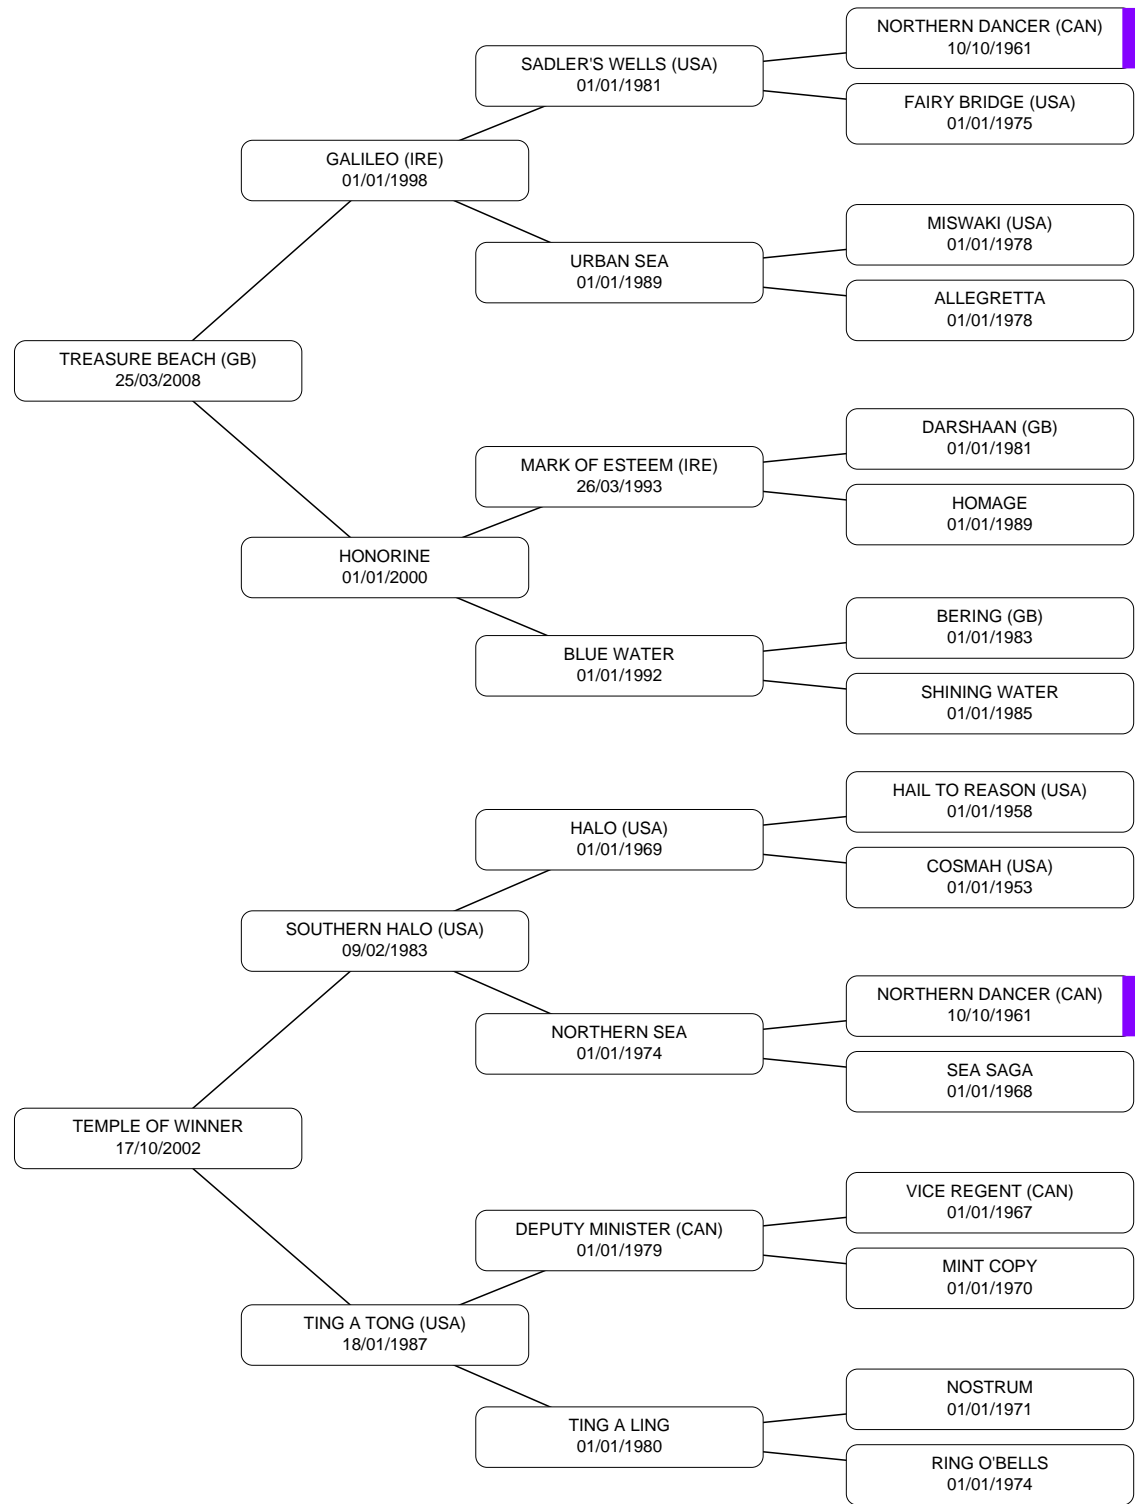 NORTHERN DANCER (CAN)
10/10/1961
SADLER'S WELLS (USA)
01/01/1981
FAIRY BRIDGE (USA)
01/01/1975
GALILEO (IRE)
01/01/1998
MISWAKI (USA)
01/01/1978
URBAN SEA
01/01/1989
ALLEGRETTA
01/01/1978
TREASURE BEACH (GB)
25/03/2008
DARSHAAN (GB)
01/01/1981
MARK OF ESTEEM (IRE)
26/03/1993
HOMAGE
01/01/1989
HONORINE
01/01/2000
BERING (GB)
01/01/1983
BLUE WATER
01/01/1992
SHINING WATER
01/01/1985
HAIL TO REASON (USA)
01/01/1958
HALO (USA)
01/01/1969
COSMAH (USA)
01/01/1953
SOUTHERN HALO (USA)
09/02/1983
NORTHERN DANCER (CAN)
10/10/1961
NORTHERN SEA
01/01/1974
SEA SAGA
01/01/1968
TEMPLE OF WINNER
17/10/2002
VICE REGENT (CAN)
01/01/1967
DEPUTY MINISTER (CAN)
01/01/1979
MINT COPY
01/01/1970
TING A TONG (USA)
18/01/1987
NOSTRUM
01/01/1971
TING A LING
01/01/1980
RING O'BELLS
01/01/1974